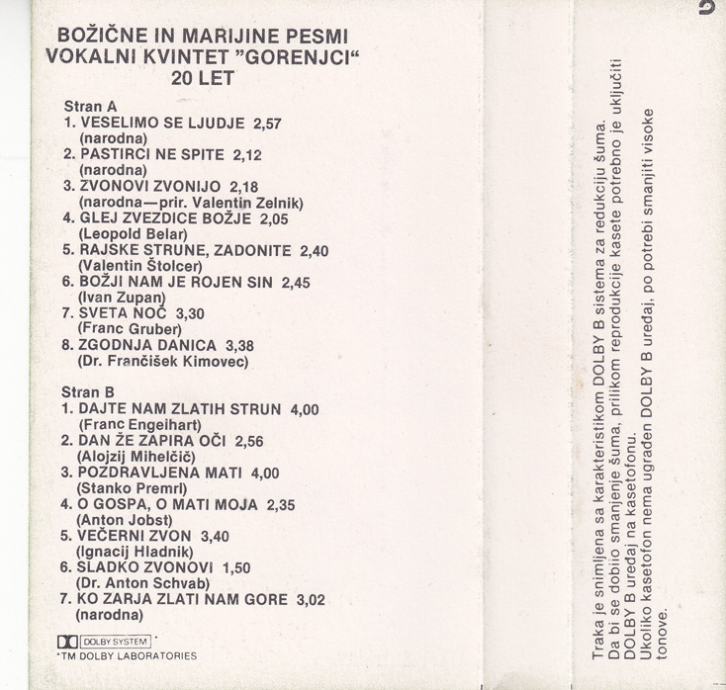 BOŽIČNE IN MARIJINE PESMI
VOKALNI KVINTET "GORENJCI"
20 LET
Stran A
1. VESELIMO SE LJUDJE 2,57
(narodna)
2. PASTIRCI NE SPITE 2,12
(narodna)
3. ZVONOVI ZVONIJO 2,18
(narodna—prir. Valentin Zelnik)
4. GLEJ ZVEZDICE BOŽJE 2,05
(Leopold Belar)
5. RAJSKE STRUNE, ZADONITE 2,40
(Valentin Štolcer)
6. BOŽJI NAM JE ROJEN SIN 2,45
(Ivan Zupan)
7. SVETA NOČ 3,30
(Franc Gruber)
8. ZGODNJA DANICA 3,38
(Dr. Frančišek Kimovec)
Stran B
1. DAJTE NAM ZLATIH STRUN 4,00
(Franc Engelhart)
2. DAN ŽE ZAPIRA OČI 2,56
(Alojzij Mihelčič)
3. POZDRAVLJENA MATI 4,00
(Stanko Premrl)
4. O GOSPA, O MATI MOJA 2,35
(Anton Jobst)
5. VEČERNI ZVON 3,40
(Ignacij Hladnik)
6. SLADKO ZVONOVI 1,50
(Dr. Anton Schvab)
7. KO ZARJA ZLATI NAM GORE 3,02
(narodna)
DOLBY SYSTEM *
*TM DOLBY LABORATORIES
Traka je snimljena sa karakteristikom DOLBY B sistema za redukciju šuma.
Da bi se dobiio smanjenje šuma, prilikom reprodukcije kasete potrebno je uključiti
DOLBY B uređaj na kasetofonu.
Ukoliko kasetofon nema ugrađen DOLBY B uređaj, po potrebi smanjiti visoke
tonove.